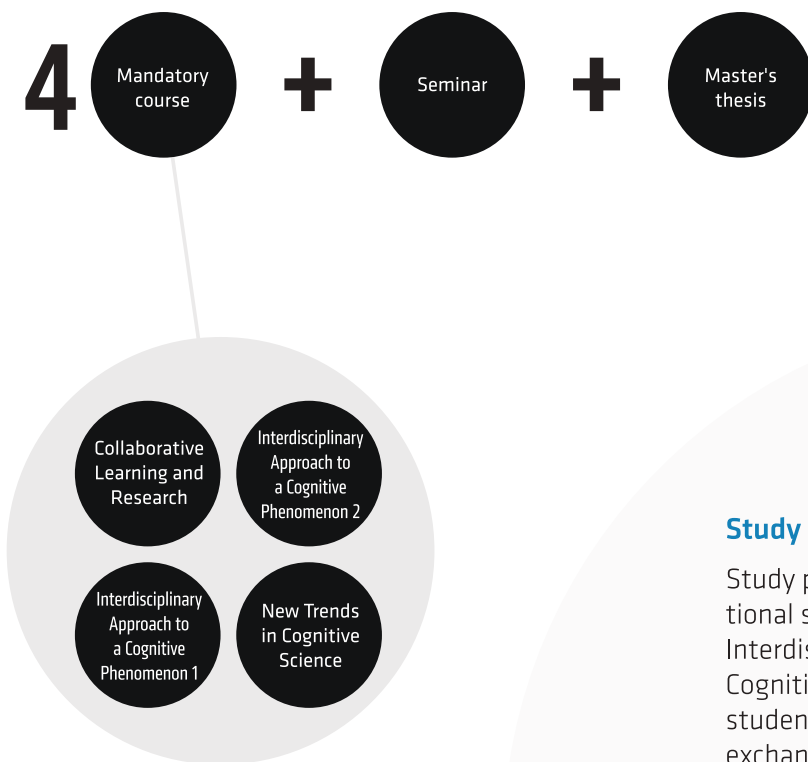 4
Mandatory
course
+
Seminar
+
Master's
thesis
Collaborative
Learning and
Research
Interdisciplinary
Approach to
a Cognitive
Phenomenon 2
Interdisciplinary
Approach to
a Cognitive
Phenomenon 1
New Trends
in Cognitive
Science
Study
Study p
tional s
Interdis
Cogniti
studen
exchan